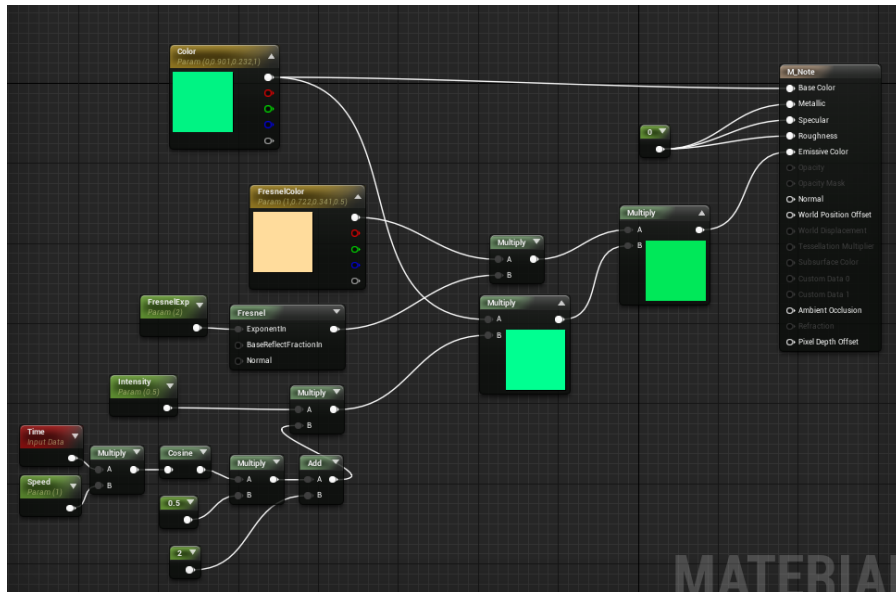 Color
Param (0,0.901,0.232,1)
M_Note
Base Color
Metallic
Specular
Roughness
Emissive Color
Opacity
Opacity Mask
Normal
World Position Offset
World Displacement
Tessellation Multiplier
Subsurface Color
Custom Data 0
Custom Data 1
Ambient Occlusion
Refraction
Pixel Depth Offset
0
FresnelColor
Param (1,0.722,0.341,0.5)
Multiply
A
B
Multiply
A
B
FresnelExp
Param (2)
Fresnel
ExponentIn
BaseReflectFractionIn
Normal
Multiply
A
B
Intensity
Param (0.5)
Multiply
A
B
Time
Input Data
Speed
Param (1)
Multiply
A
B
Cosine
Multiply
A
B
Add
A
B
0.5
2
MATERIAL